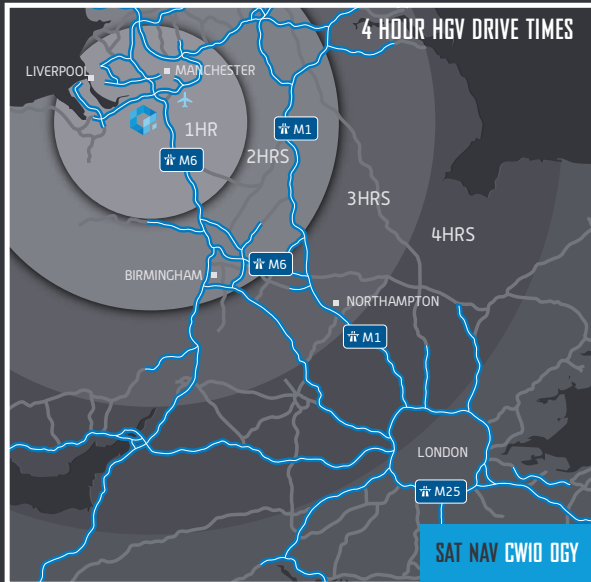 4 HOUR HGV DRIVE TIMES
LIVERPOOL
MANCHESTER
1HR
M1
M6
2HRS
3HRS
4HRS
M6
BIRMINGHAM
NORTHAMPTON
M1
LONDON
M25
SAT NAV CW10 0GY